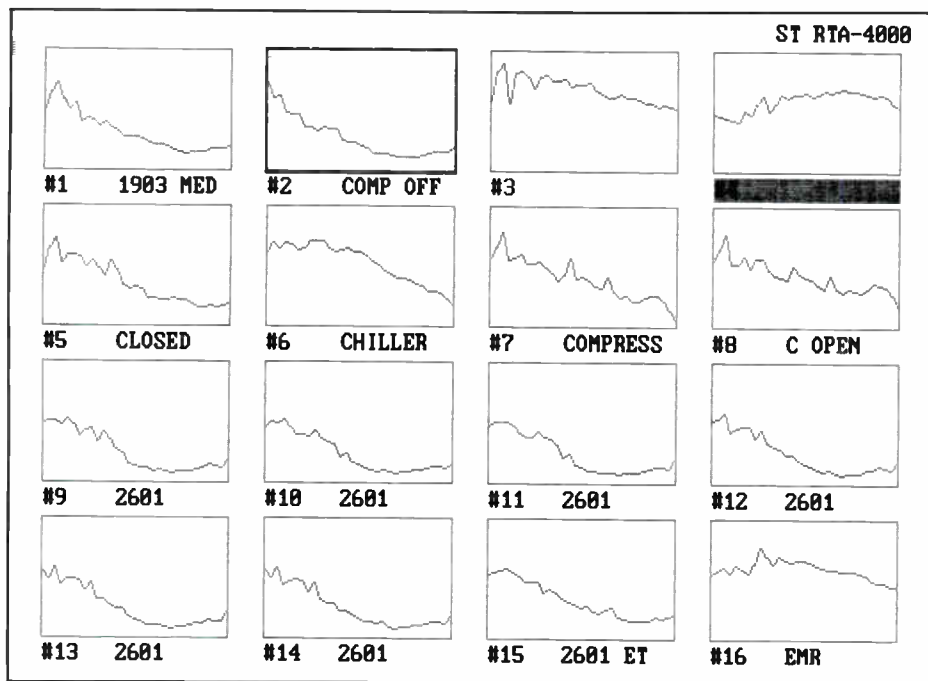 ST RTA-4000
#1 1903 MED
#2 COMP OFF
#3
#5 CLOSED
#6 CHILLER
#7 COMPRESS
#8 C OPEN
#9 2601
#10 2601
#11 2601
#12 2601
#13 2601
#14 2601
#15 2601 ET
#16 EMR